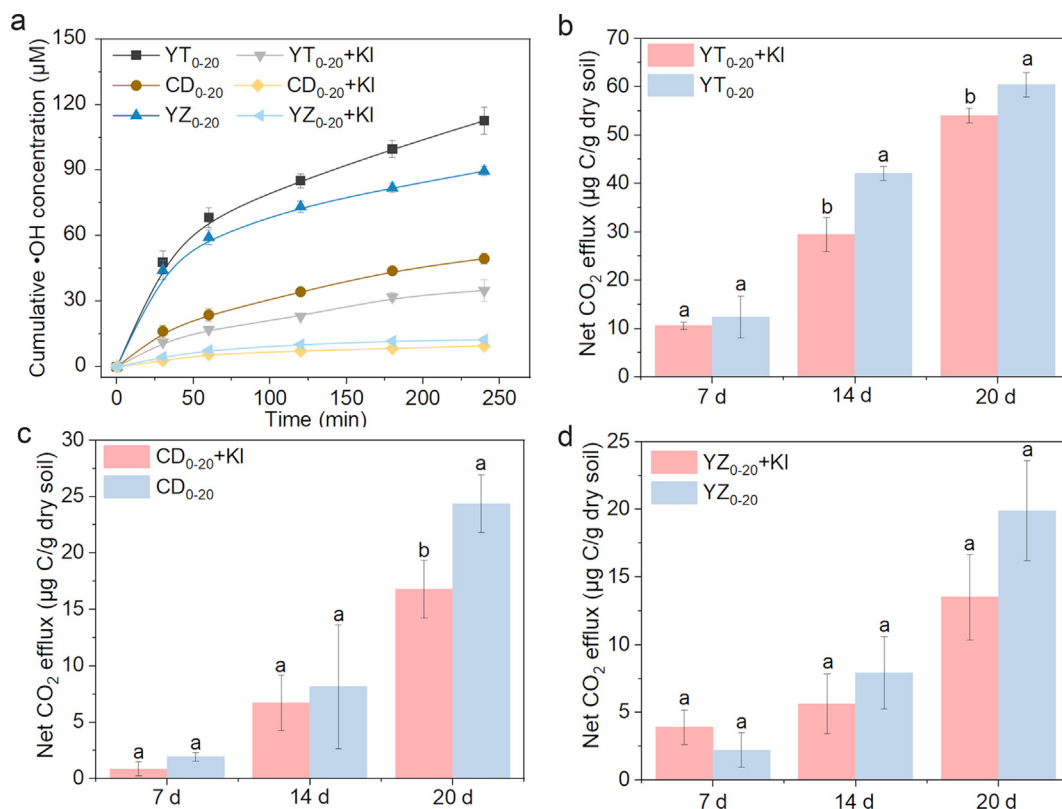 a
Cumulative •OH concentration (μM)
150
120
90
60
30
0
YT0-20
CD0-20
YZ0-20
YT0-20+KI
CD0-20+KI
YZ0-20+KI
0 50 100 150 200 250
Time (min)
b
Net CO2 efflux (μg C/g dry soil)
70
60
50
40
30
20
10
0
YT0-20+KI
YT0-20
a a
b a
b a
7 d 14 d 20 d
c
Net CO2 efflux (μg C/g dry soil)
30
25
20
15
10
5
0
CD0-20+KI
CD0-20
a a
a a
b a
7 d 14 d 20 d
d
Net CO2 efflux (μg C/g dry soil)
25
20
15
10
5
0
YZ0-20+KI
YZ0-20
a a
a a
a a
7 d 14 d 20 d